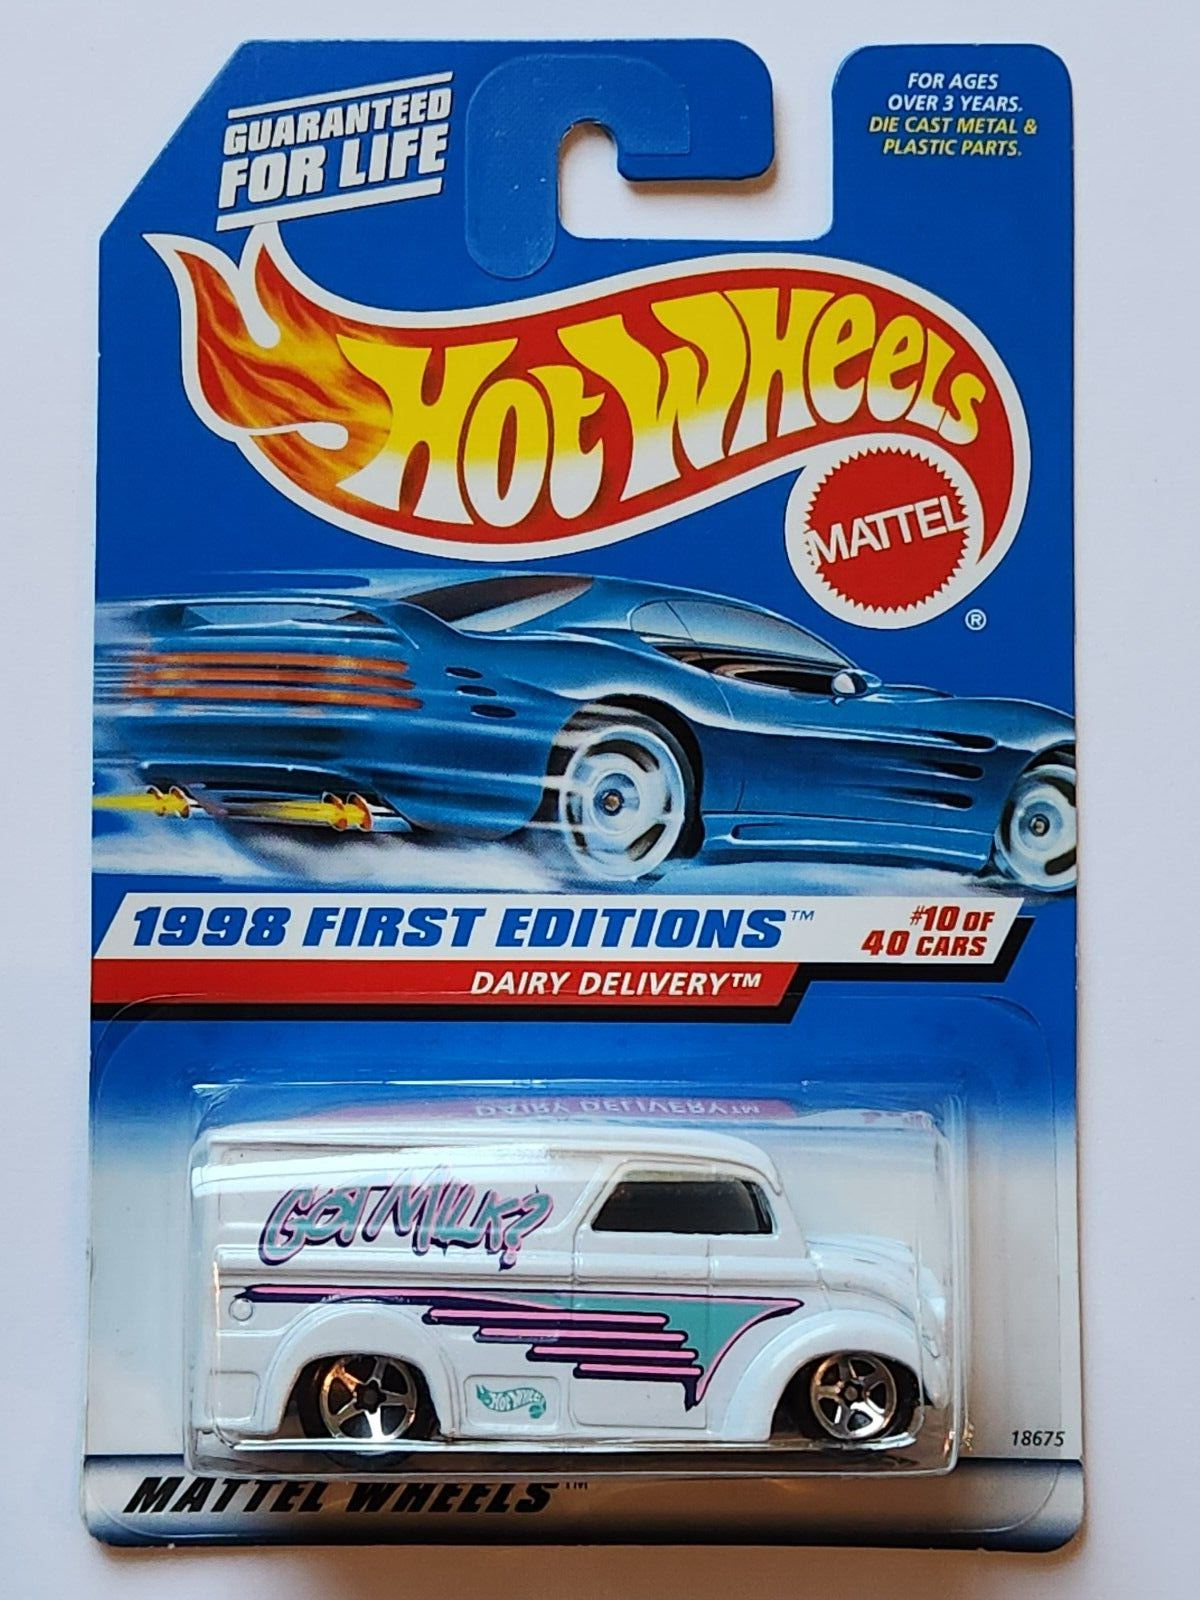 GUARANTEED
FOR LIFE
FOR AGES
OVER 3 YEARS.
DIE CAST METAL &
PLASTIC PARTS.
HOT WHEELS
MATTEL
®
1998 FIRST EDITIONS™
#10 OF
40 CARS
DAIRY DELIVERY™
DAIRY DELIVERY™
GOT MILK?
HOT WHEELS
18675
MATTEL WHEELS™